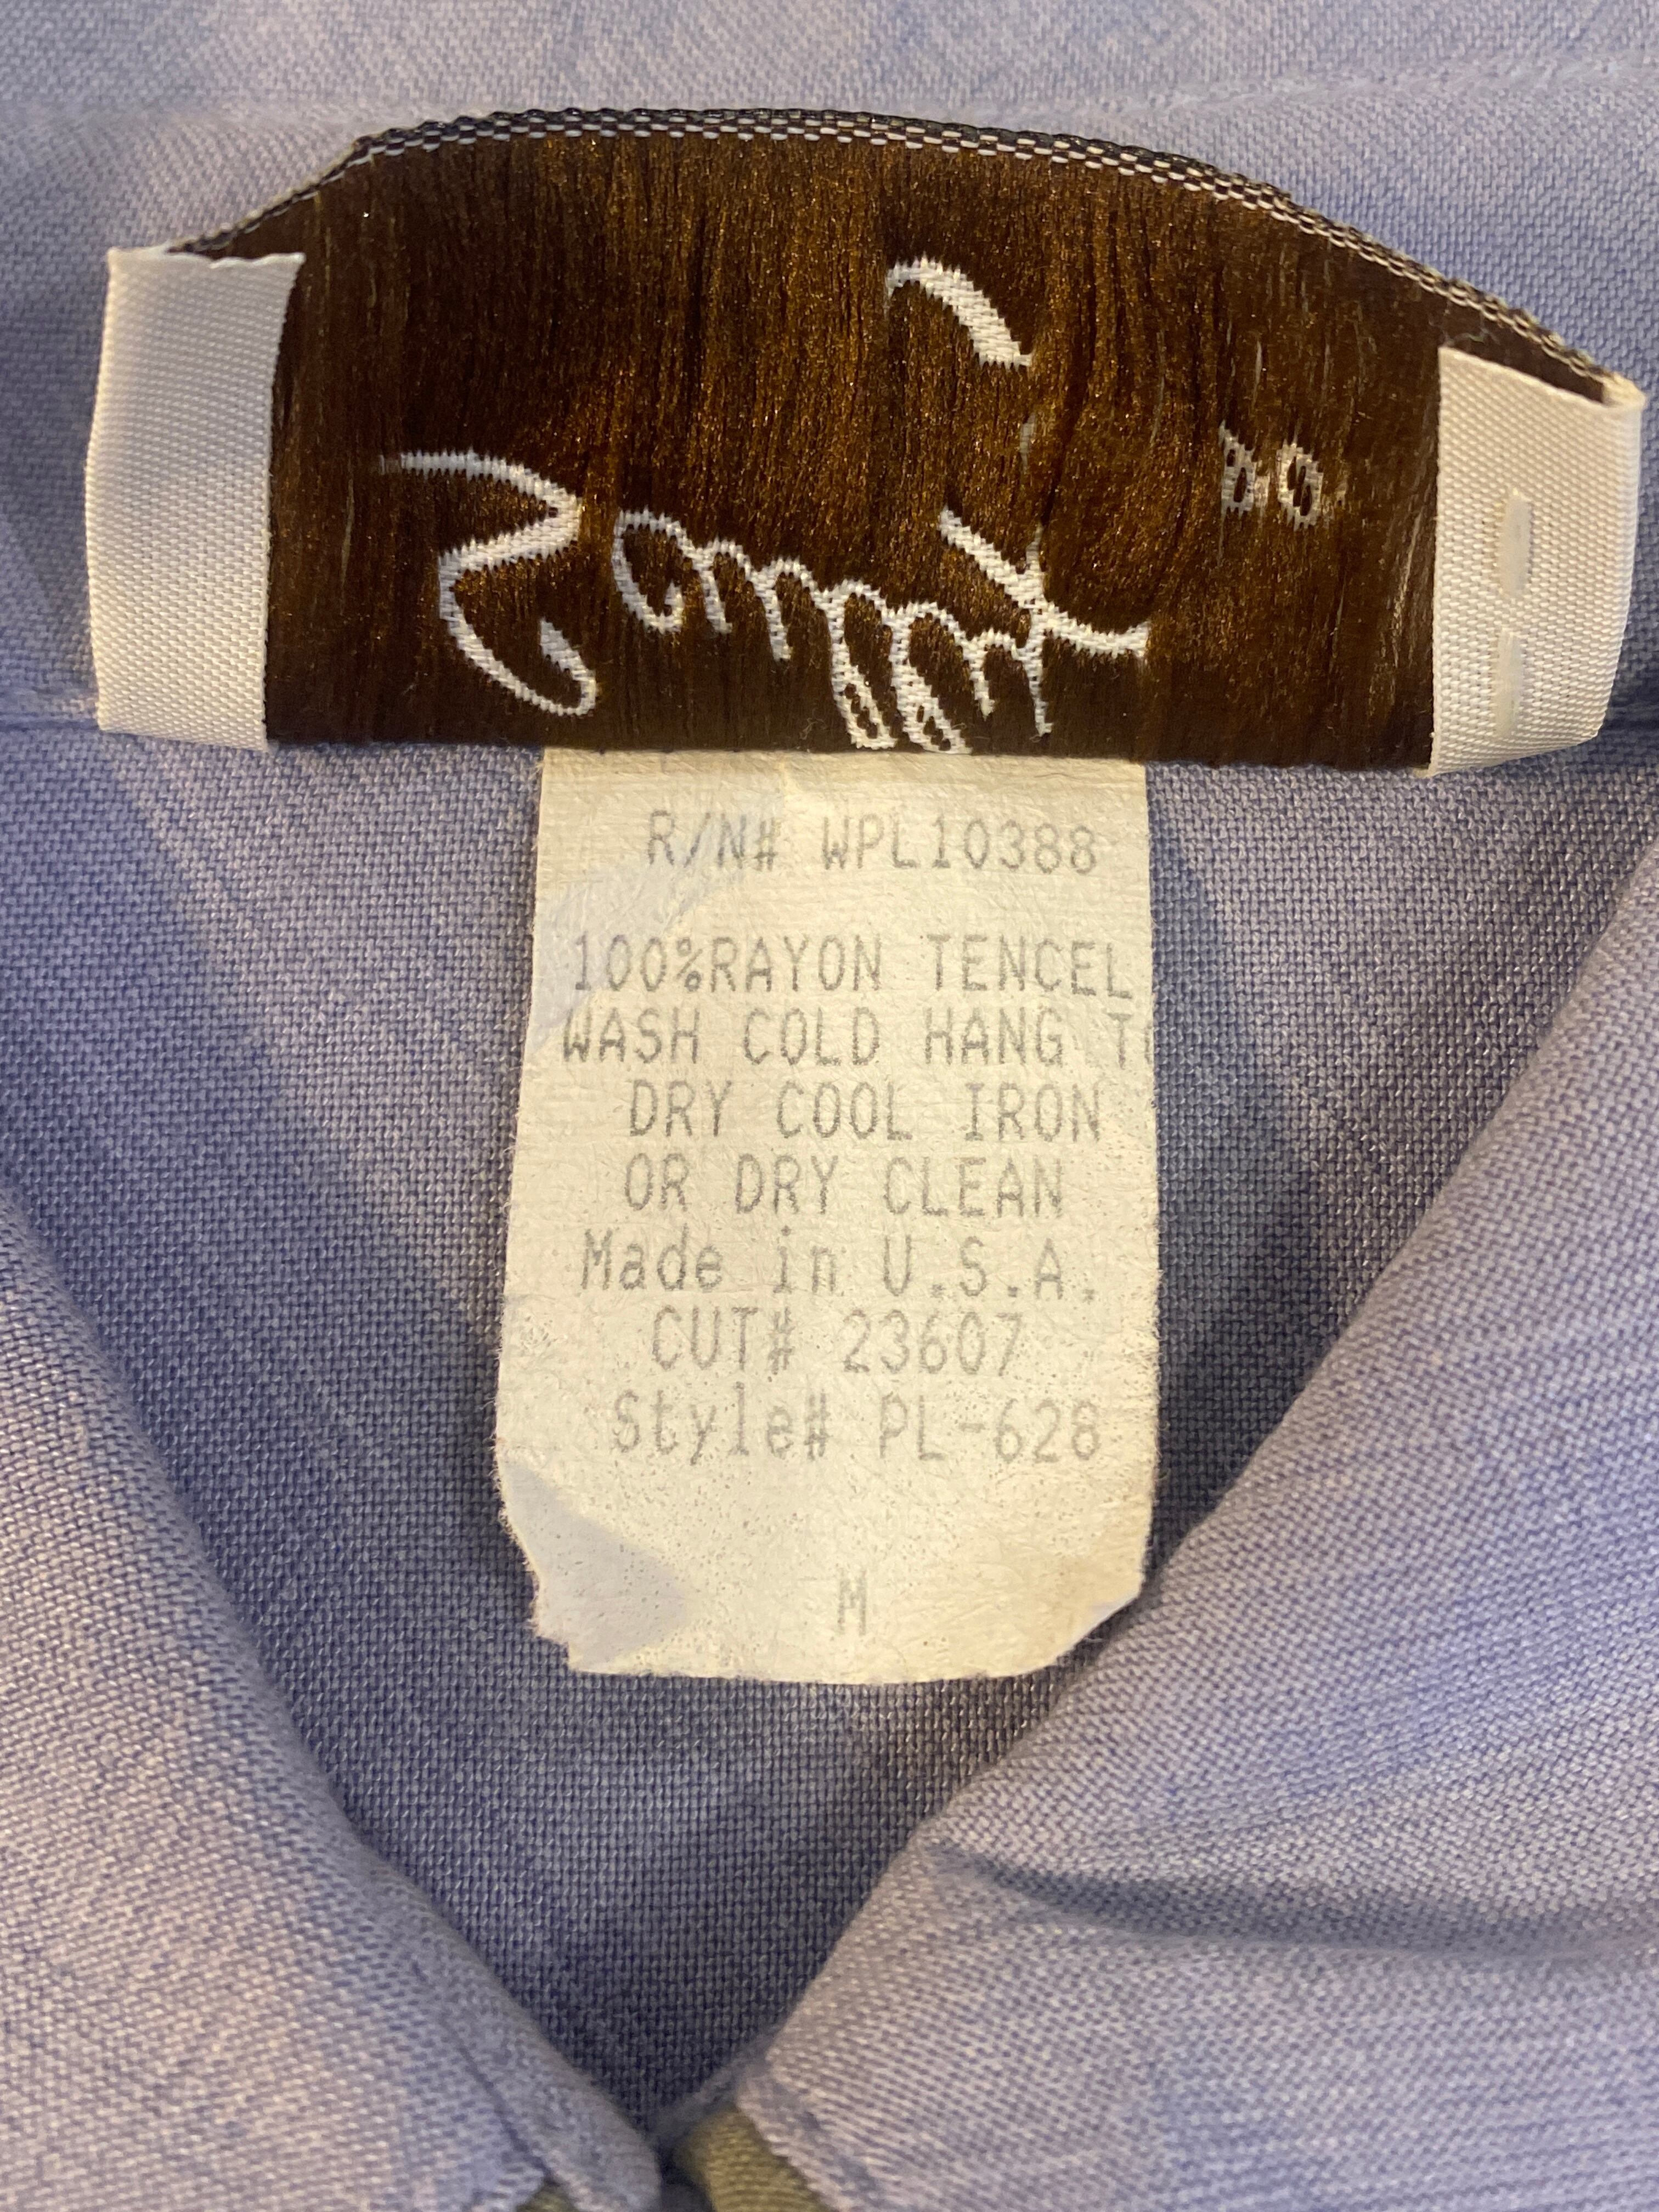 R/N# WPL10388
100%RAYON TENCEL
WASH COLD HANG TO
DRY COOL IRON
OR DRY CLEAN
Made in U.S.A.
CUT# 23607
Style# PL-628
M